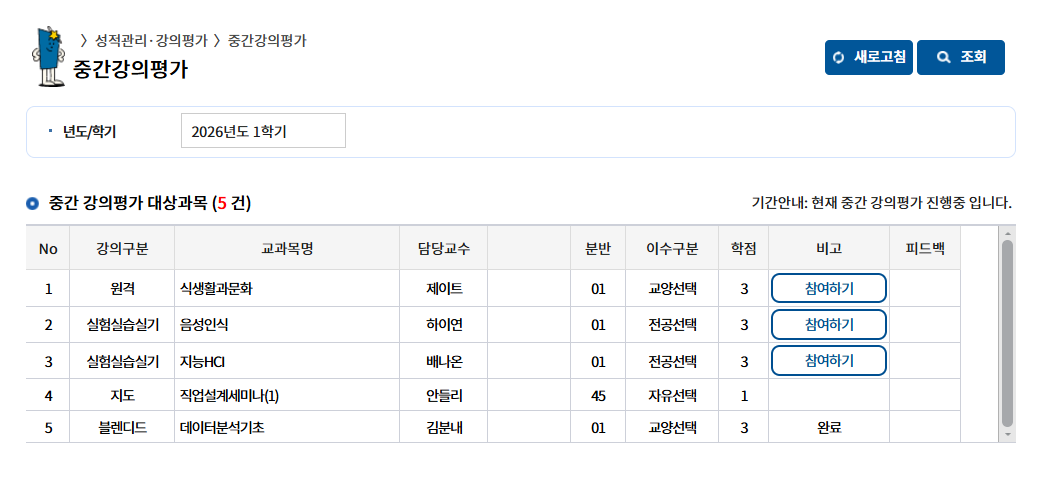 〉 성적관리·강의평가 〉 중간강의평가
중간강의평가
새로고침 조회
년도/학기 2026년도 1학기
중간 강의평가 대상과목 (5 건) 기간안내: 현재 중간 강의평가 진행중 입니다.
No 강의구분 교과목명 담당교수 분반 이수구분 학점 비고 피드백
1 원격 식생활과문화 제이트 01 교양선택 3 참여하기
2 실험실습실기 음성인식 하이연 01 전공선택 3 참여하기
3 실험실습실기 지능HCI 배나온 01 전공선택 3 참여하기
4 지도 직업설계세미나(1) 안들리 45 자유선택 1
5 블렌디드 데이터분석기초 김분내 01 교양선택 3 완료